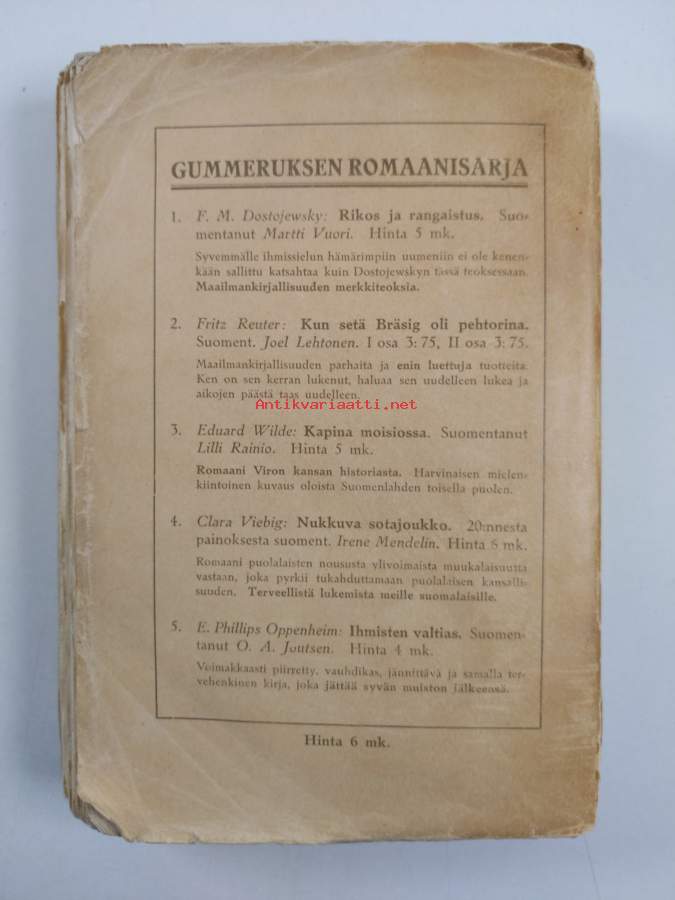 GUMMERUKSEN ROMAANISARJA
1. F. M. Dostojewsky: Rikos ja rangaistus. Suo-
mentanut Martti Vuori. Hinta 5 mk.
Syvemmälle ihmissielun hämärimpiin uumeniin ei ole kenen-
kään sallittu katsahtaa kuin Dostojewskyn tässä teoksessaan.
Maailmankirjallisuuden merkkiteoksia.
2. Fritz Reuter: Kun setä Bräsig oli pehtorina.
Suoment. Joel Lehtonen. I osa 3:75, II osa 3:75.
Maailmankirjallisuuden parhaita ja enin luettuja tuotteita.
Ken on sen kerran lukenut, haluaa sen uudelleen lukea ja
aikojen päästä taas uudelleen.
Antikvariaatti.net
3. Eduard Wilde: Kapina moisiossa. Suomentanut
Lilli Rainio. Hinta 5 mk.
Romaani Viron kansan historiasta. Harvinaisen mielen-
kiintoinen kuvaus oloista Suomenlahden toisella puolen.
4. Clara Viebig: Nukkuva sotajoukko. 20:nnesta
painoksesta suoment. Irene Mendelin. Hinta mk.
Romaani puolalaisten noususta ylivoimaista muukalaisuutta
vastaan, joka pyrkii tukahduttamaan puolalaisen kansalli-
suuden. Terveellistä lukemista meille suomalaisille.
5. E. Phillips Oppenheim: Ihmisten valtias. Suomen-
tanut O. A. Joutsen. Hinta 4 mk.
Voimakkaasti piirretty, vauhdikas, jännittävä ja samalla ter-
vehenkinen kirja, joka jättää syvän muiston jälkeensä.
Hinta 6 mk.